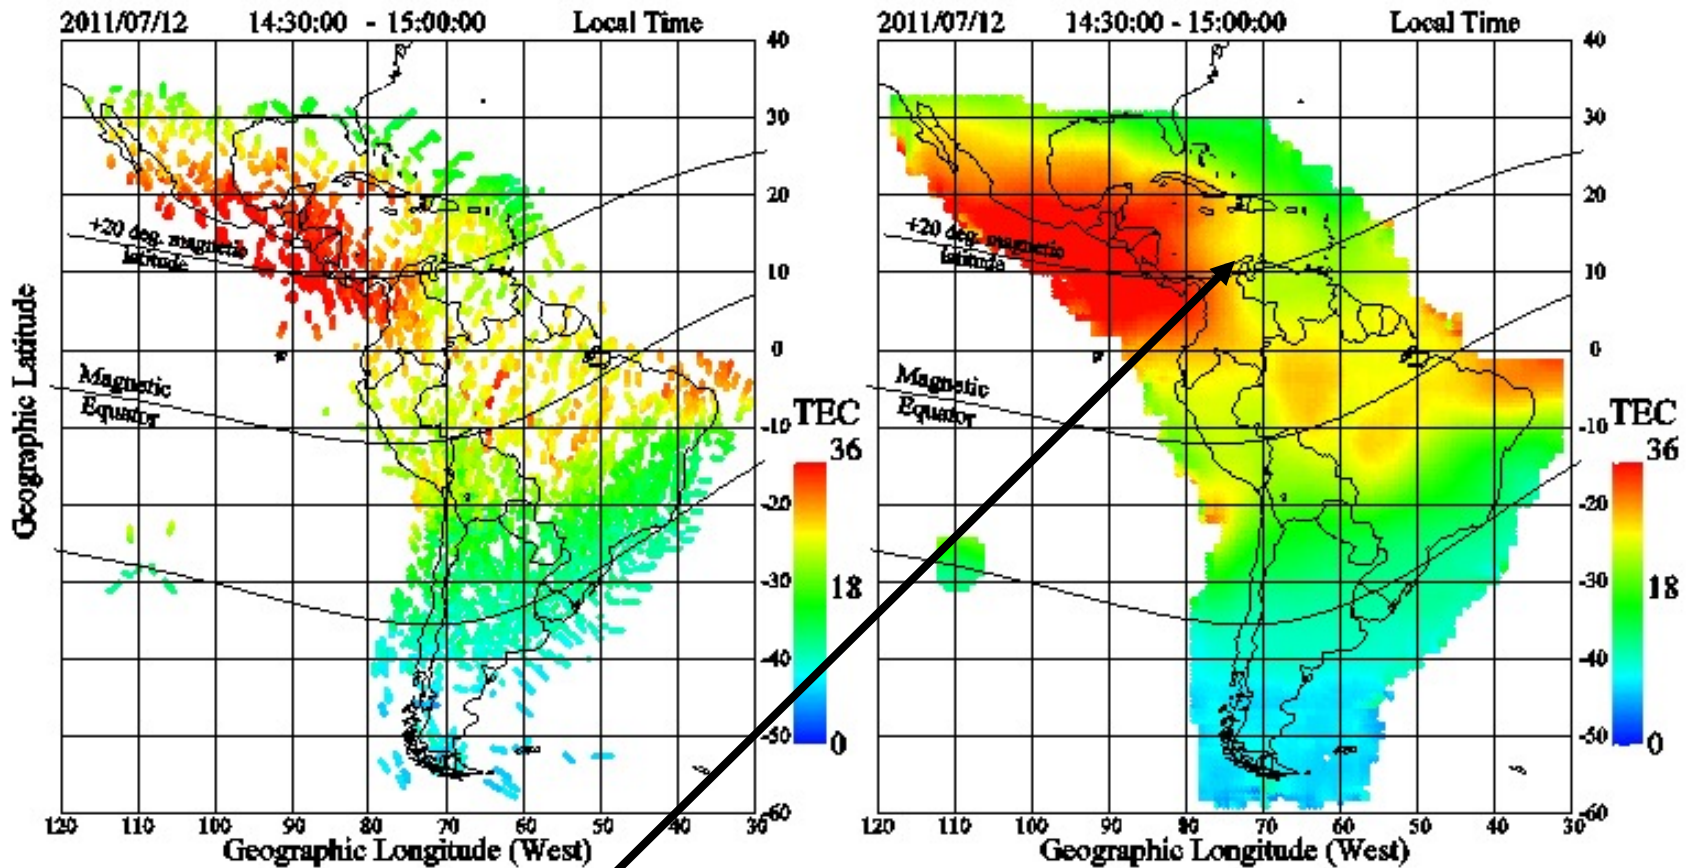 2011/07/12 14:30:00 - 15:00:00 Local Time
40
30
20
10
0
-10
-20
-30
-40
-50
-60
+20 deg. magnetic
latitude
Magnetic
Equator
Geographic Latitude
TEC
36
18
0
120 110 100 90 80 70 60 50 40 30
Geographic Longitude (West)
2011/07/12 14:30:00 - 15:00:00 Local Time
40
30
20
10
0
-10
-20
-30
-40
-50
-60
+20 deg. magnetic
latitude
Magnetic
Equator
TEC
36
18
0
120 110 100 90 80 70 60 50 40 30
Geographic Longitude (West)